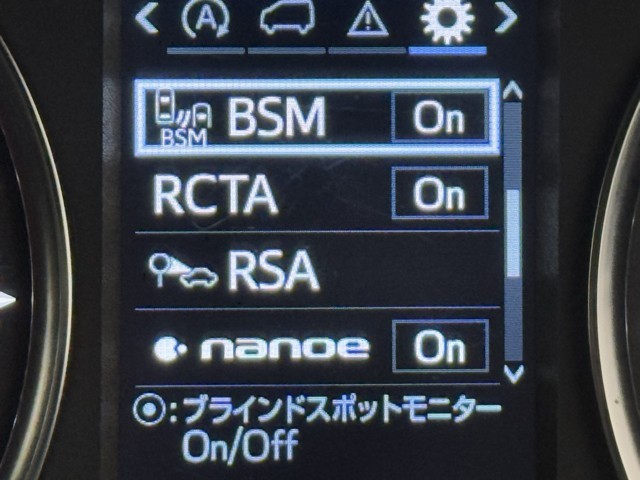 A
BSM
BSM On
RCTA On
RSA
nanoe On
:ブラインドスポットモニター
On/Off